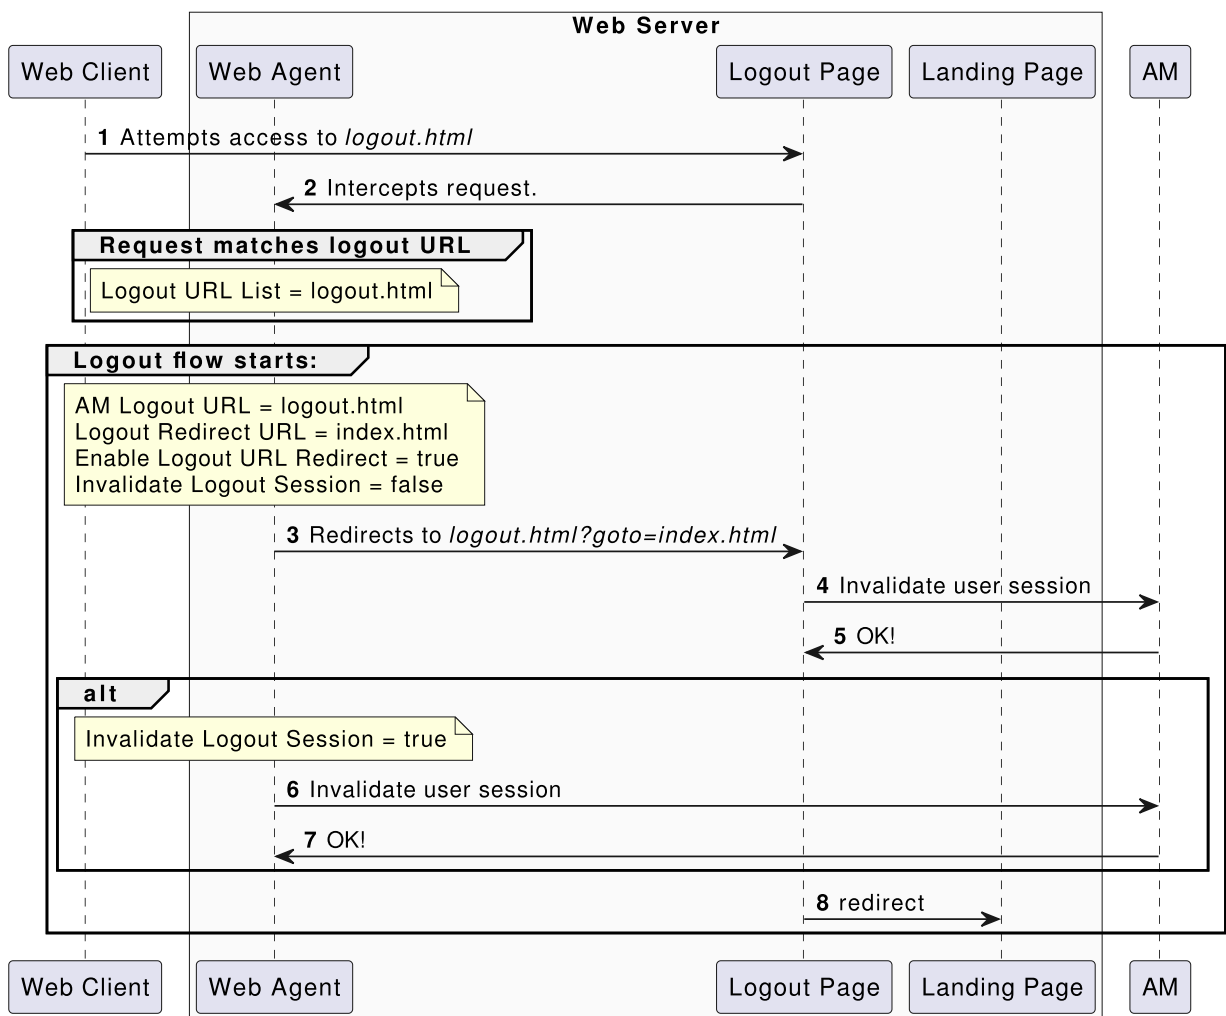 Web Server
Web Client
Web Agent
Logout Page
Landing Page
AM
1 Attempts access to logout.html
2 Intercepts request.
Request matches logout URL
Logout URL List = logout.html
Logout flow starts:
AM Logout URL = logout.html
Logout Redirect URL = index.html
Enable Logout URL Redirect = true
Invalidate Logout Session = false
3 Redirects to logout.html?goto=index.html
4 Invalidate user session
5 OK!
alt
Invalidate Logout Session = true
6 Invalidate user session
7 OK!
8 redirect
Web Client
Web Agent
Logout Page
Landing Page
AM